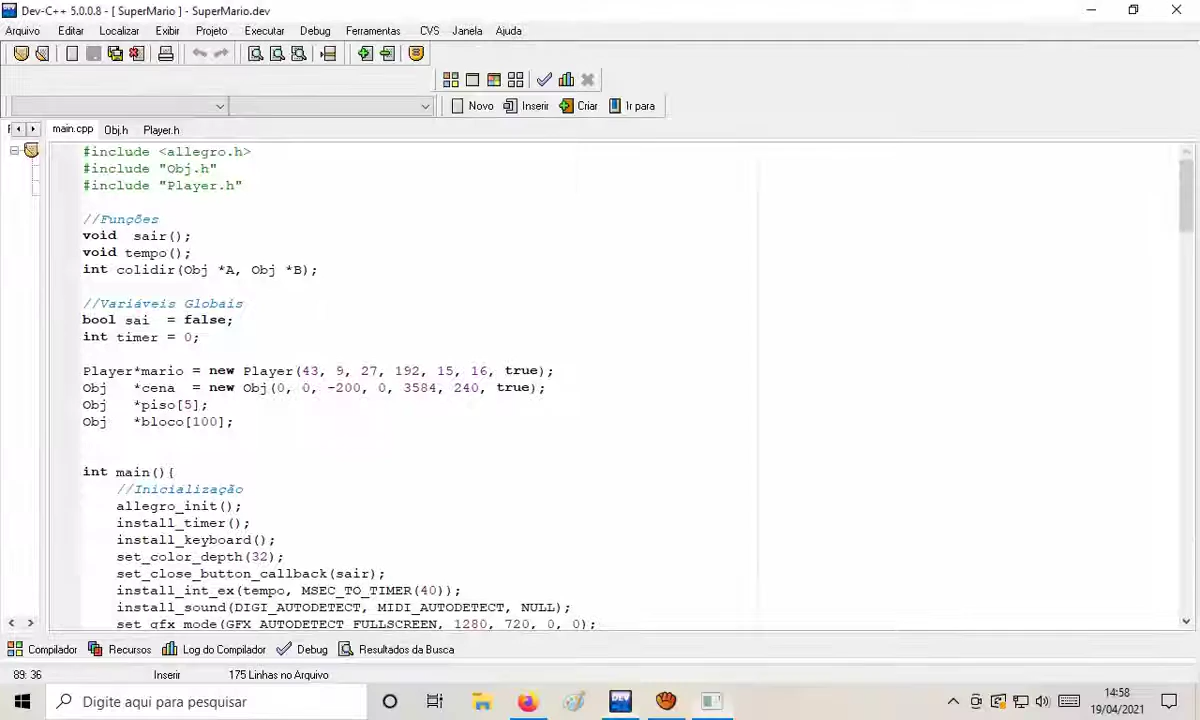 Dev-C++ 5.0.0.8 - [ SuperMario ] - SuperMario.dev
Arquivo Editar Localizar Exibir Projeto Executar Debug Ferramentas CVS Janela Ajuda
Novo Inserir Criar Ir para
main.cpp Obj.h Player.h
#include <allegro.h>
#include "Obj.h"
#include "Player.h"
//Funções
void  sair();
void tempo();
int colidir(Obj *A, Obj *B);
//Variáveis Globais
bool sai  = false;
int timer = 0;
Player*mario = new Player(43, 9, 27, 192, 15, 16, true);
Obj   *cena  = new Obj(0, 0, -200, 0, 3584, 240, true);
Obj   *piso[5];
Obj   *bloco[100];
int main(){
//Inicialização
allegro_init();
install_timer();
install_keyboard();
set_color_depth(32);
set_close_button_callback(sair);
install_int_ex(tempo, MSEC_TO_TIMER(40));
install_sound(DIGI_AUTODETECT, MIDI_AUTODETECT, NULL);
set_gfx_mode(GFX_AUTODETECT_FULLSCREEN, 1280, 720, 0, 0);
Compilador Recursos Log do Compilador Debug Resultados da Busca
89: 36 Inserir 175 Linhas no Arquivo
Digite aqui para pesquisar
14:58
19/04/2021